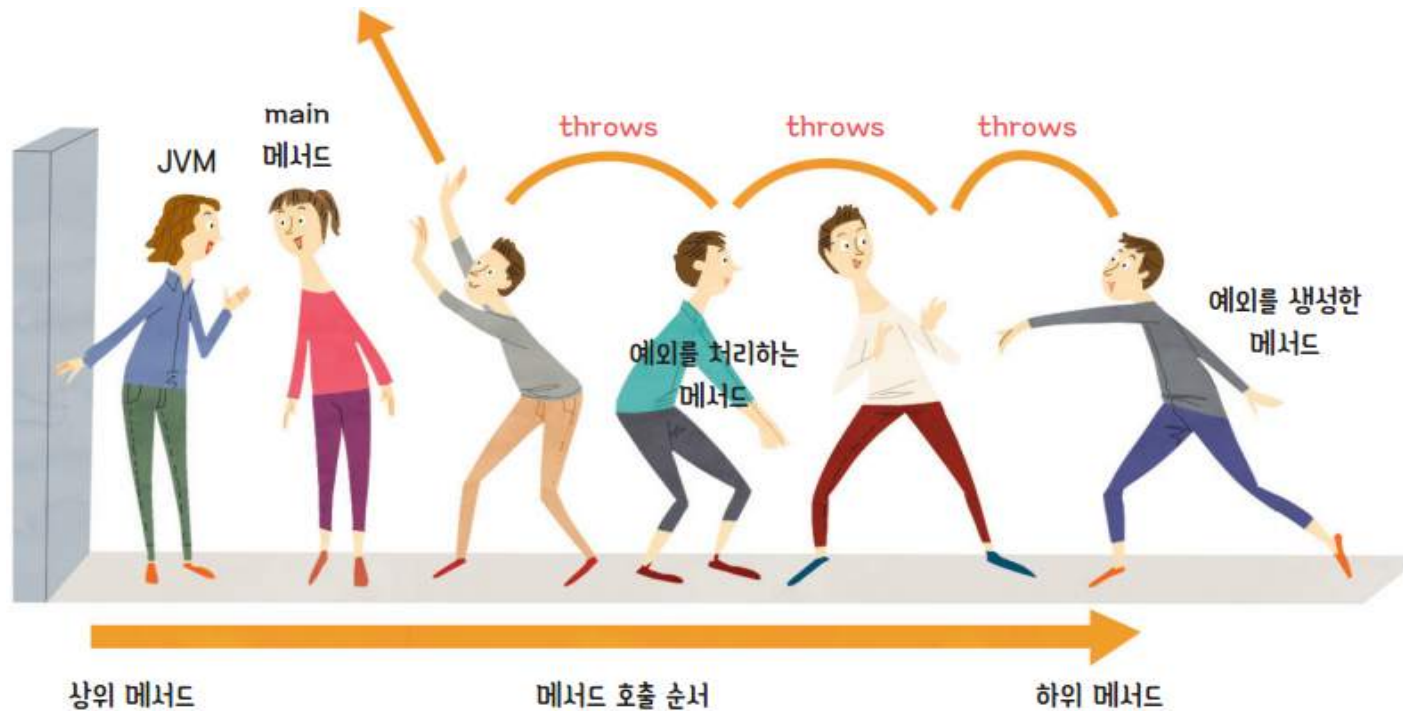 JVM
main
메서드
throws
throws
throws
예외를 처리하는
메서드
예외를 생성한
메서드
상위 메서드
메서드 호출 순서
하위 메서드